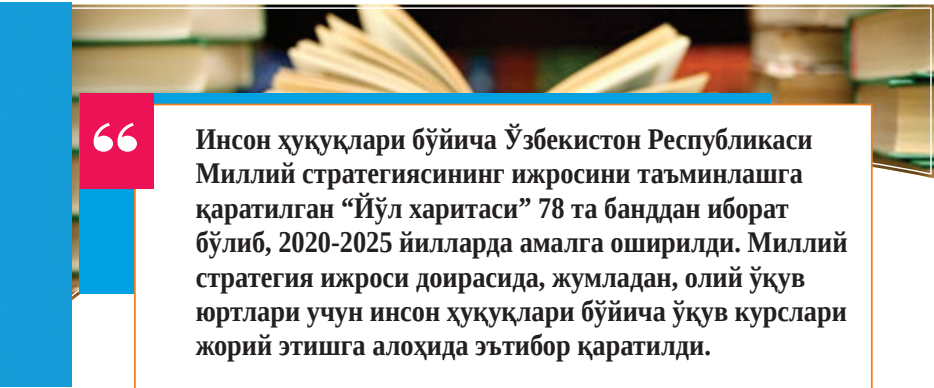 “
Инсон ҳуқуқлари бўйича Ўзбекистон Республикаси
Миллий стратегиясининг ижросини таъминлашга
қаратилган “Йўл харитаси” 78 та банддан иборат
бўлиб, 2020-2025 йилларда амалга оширилди. Миллий
стратегия ижроси доирасида, жумладан, олий ўқув
юртлари учун инсон ҳуқуқлари бўйича ўқув курслари
жорий этишга алоҳида эътибор қаратилди.